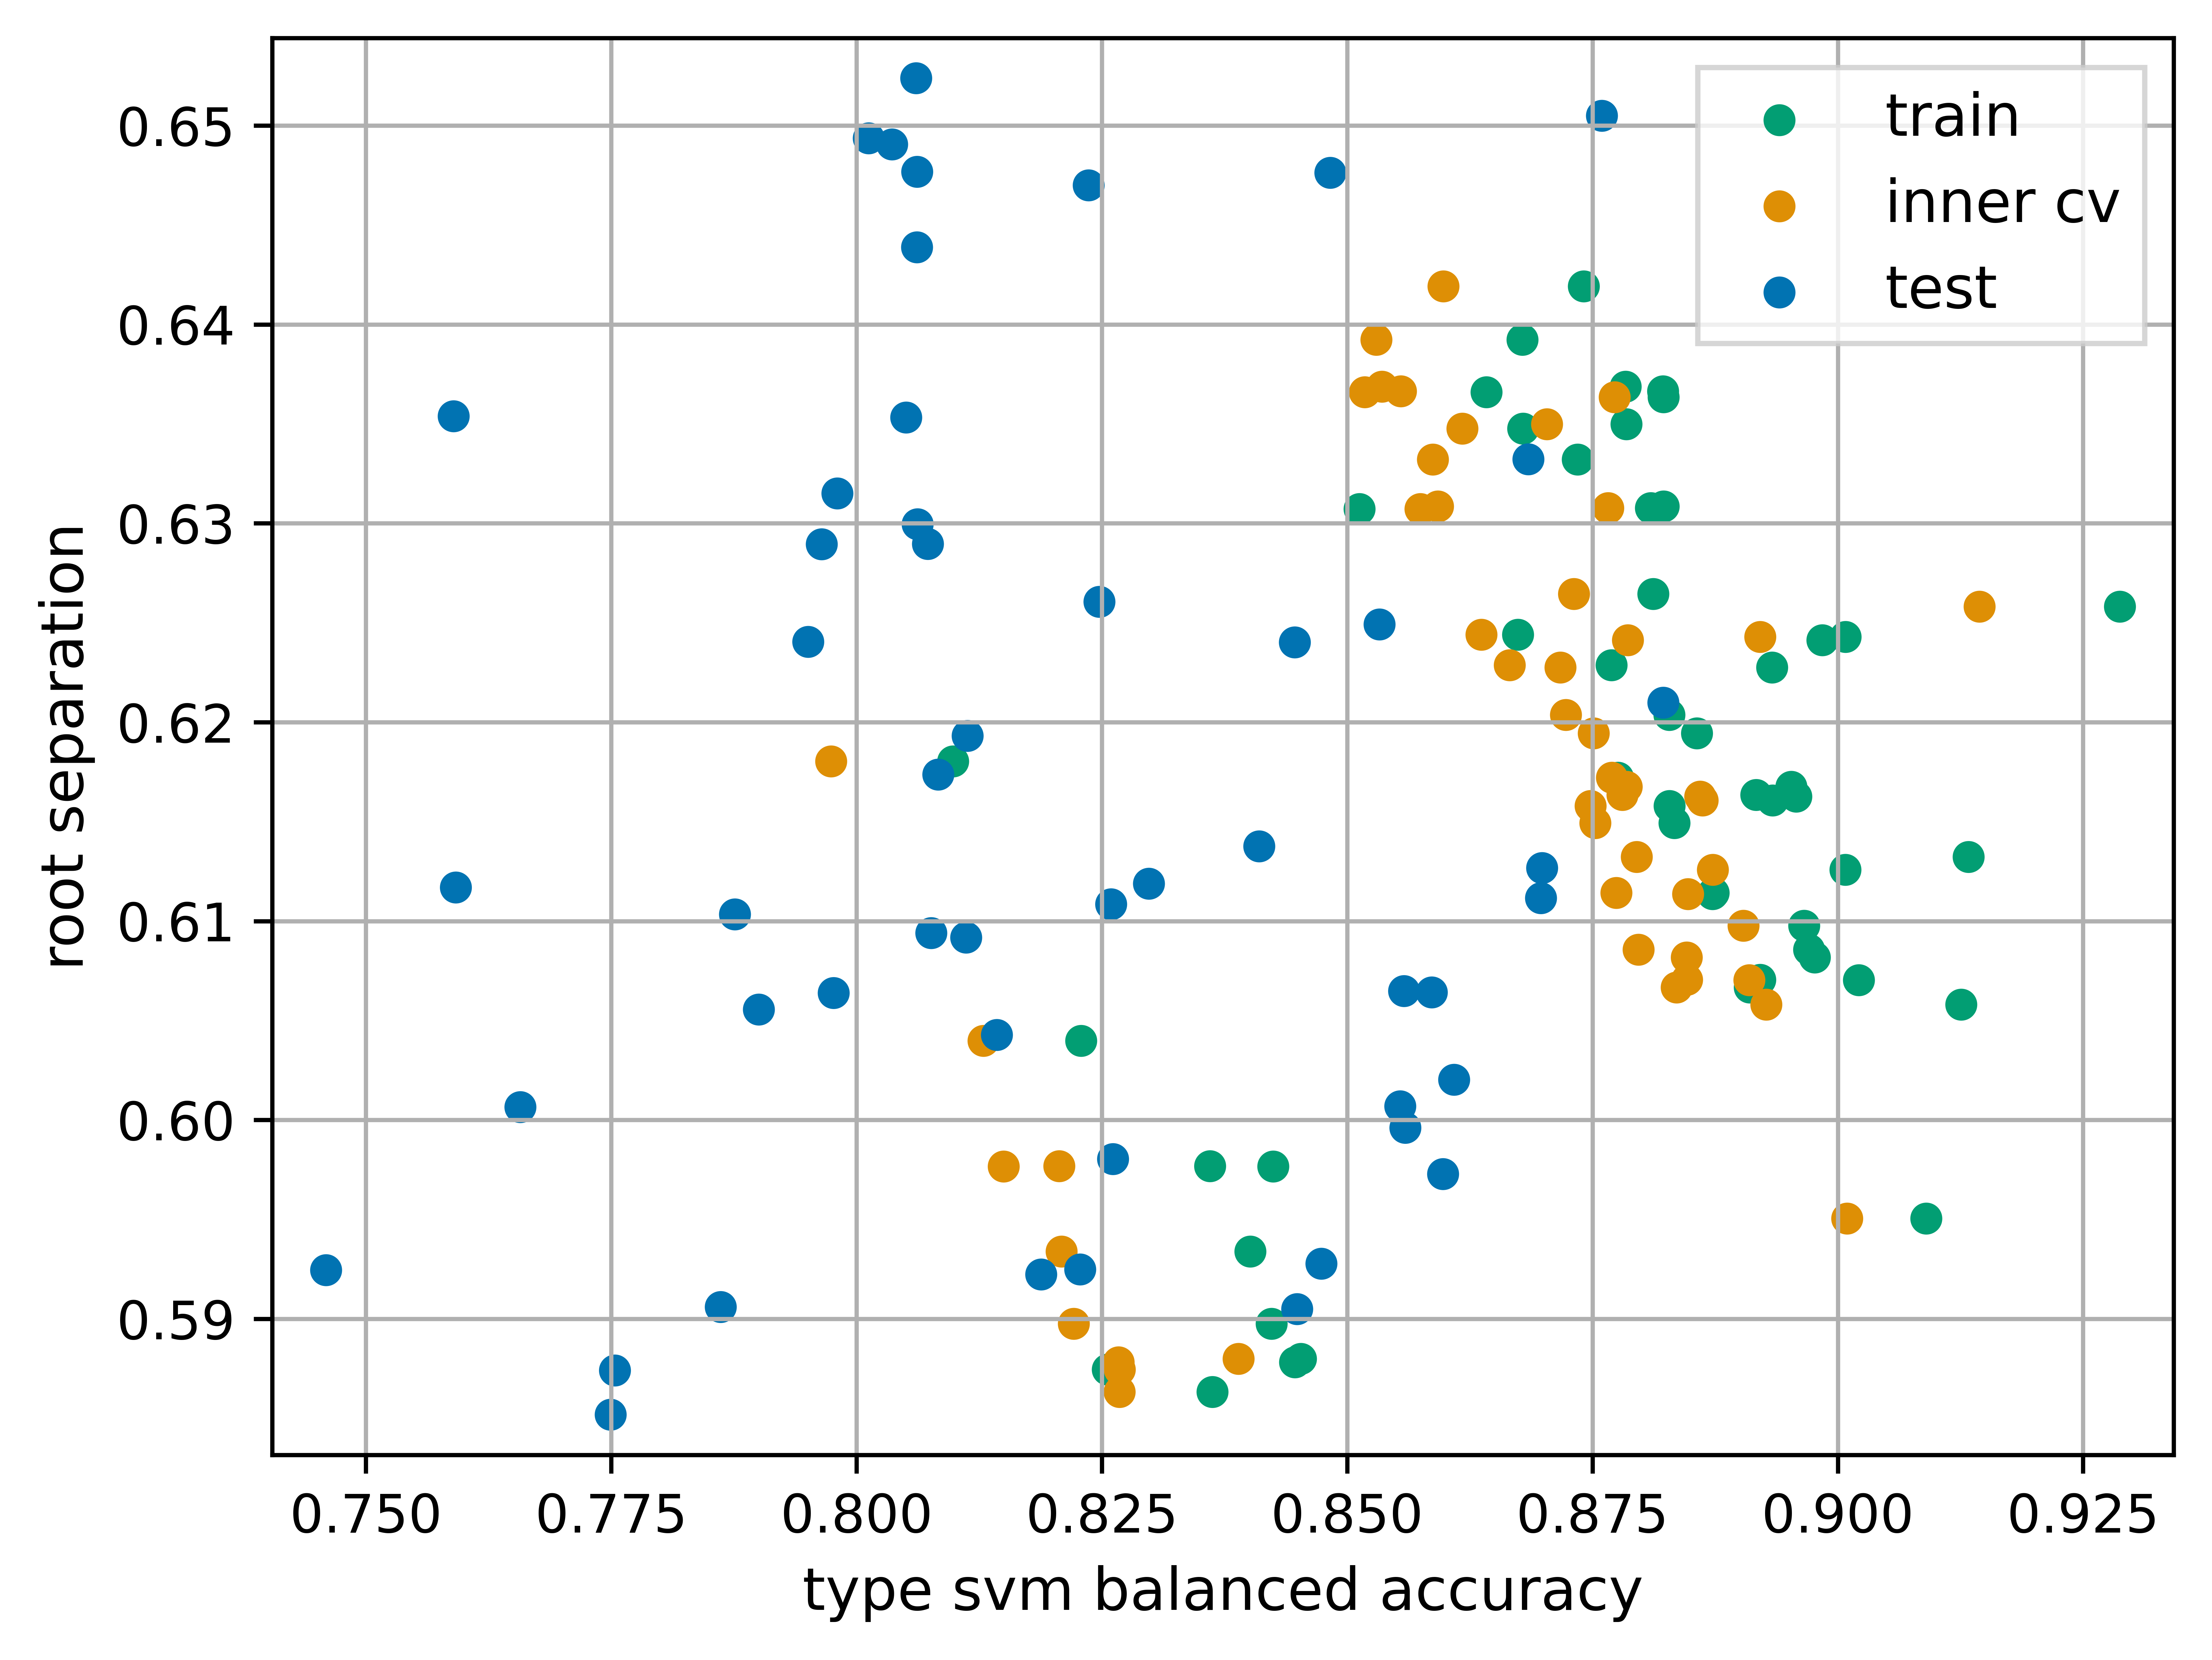 train
inner cv
test
0.65
0.64
0.63
0.62
0.61
0.60
0.59
root separation
0.750 0.775 0.800 0.825 0.850 0.875 0.900 0.925
type svm balanced accuracy